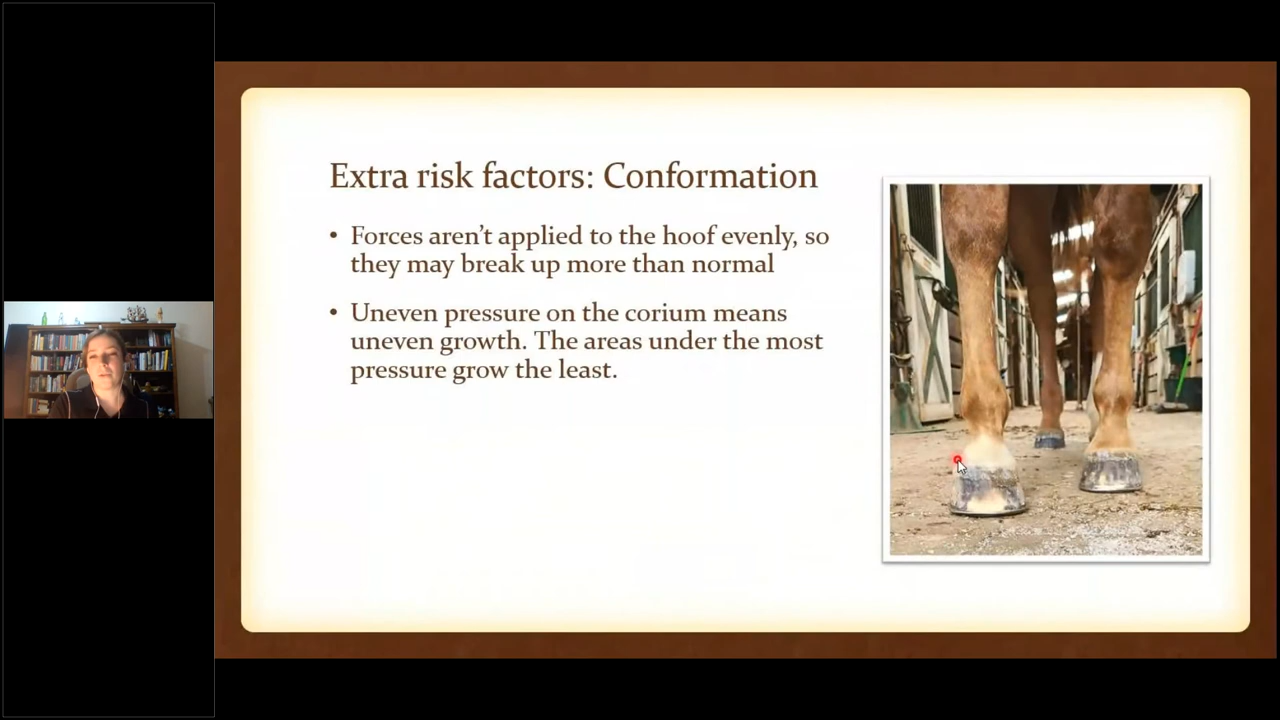 Extra risk factors: Conformation
• Forces aren’t applied to the hoof evenly, so
they may break up more than normal
• Uneven pressure on the corium means
uneven growth. The areas under the most
pressure grow the least.